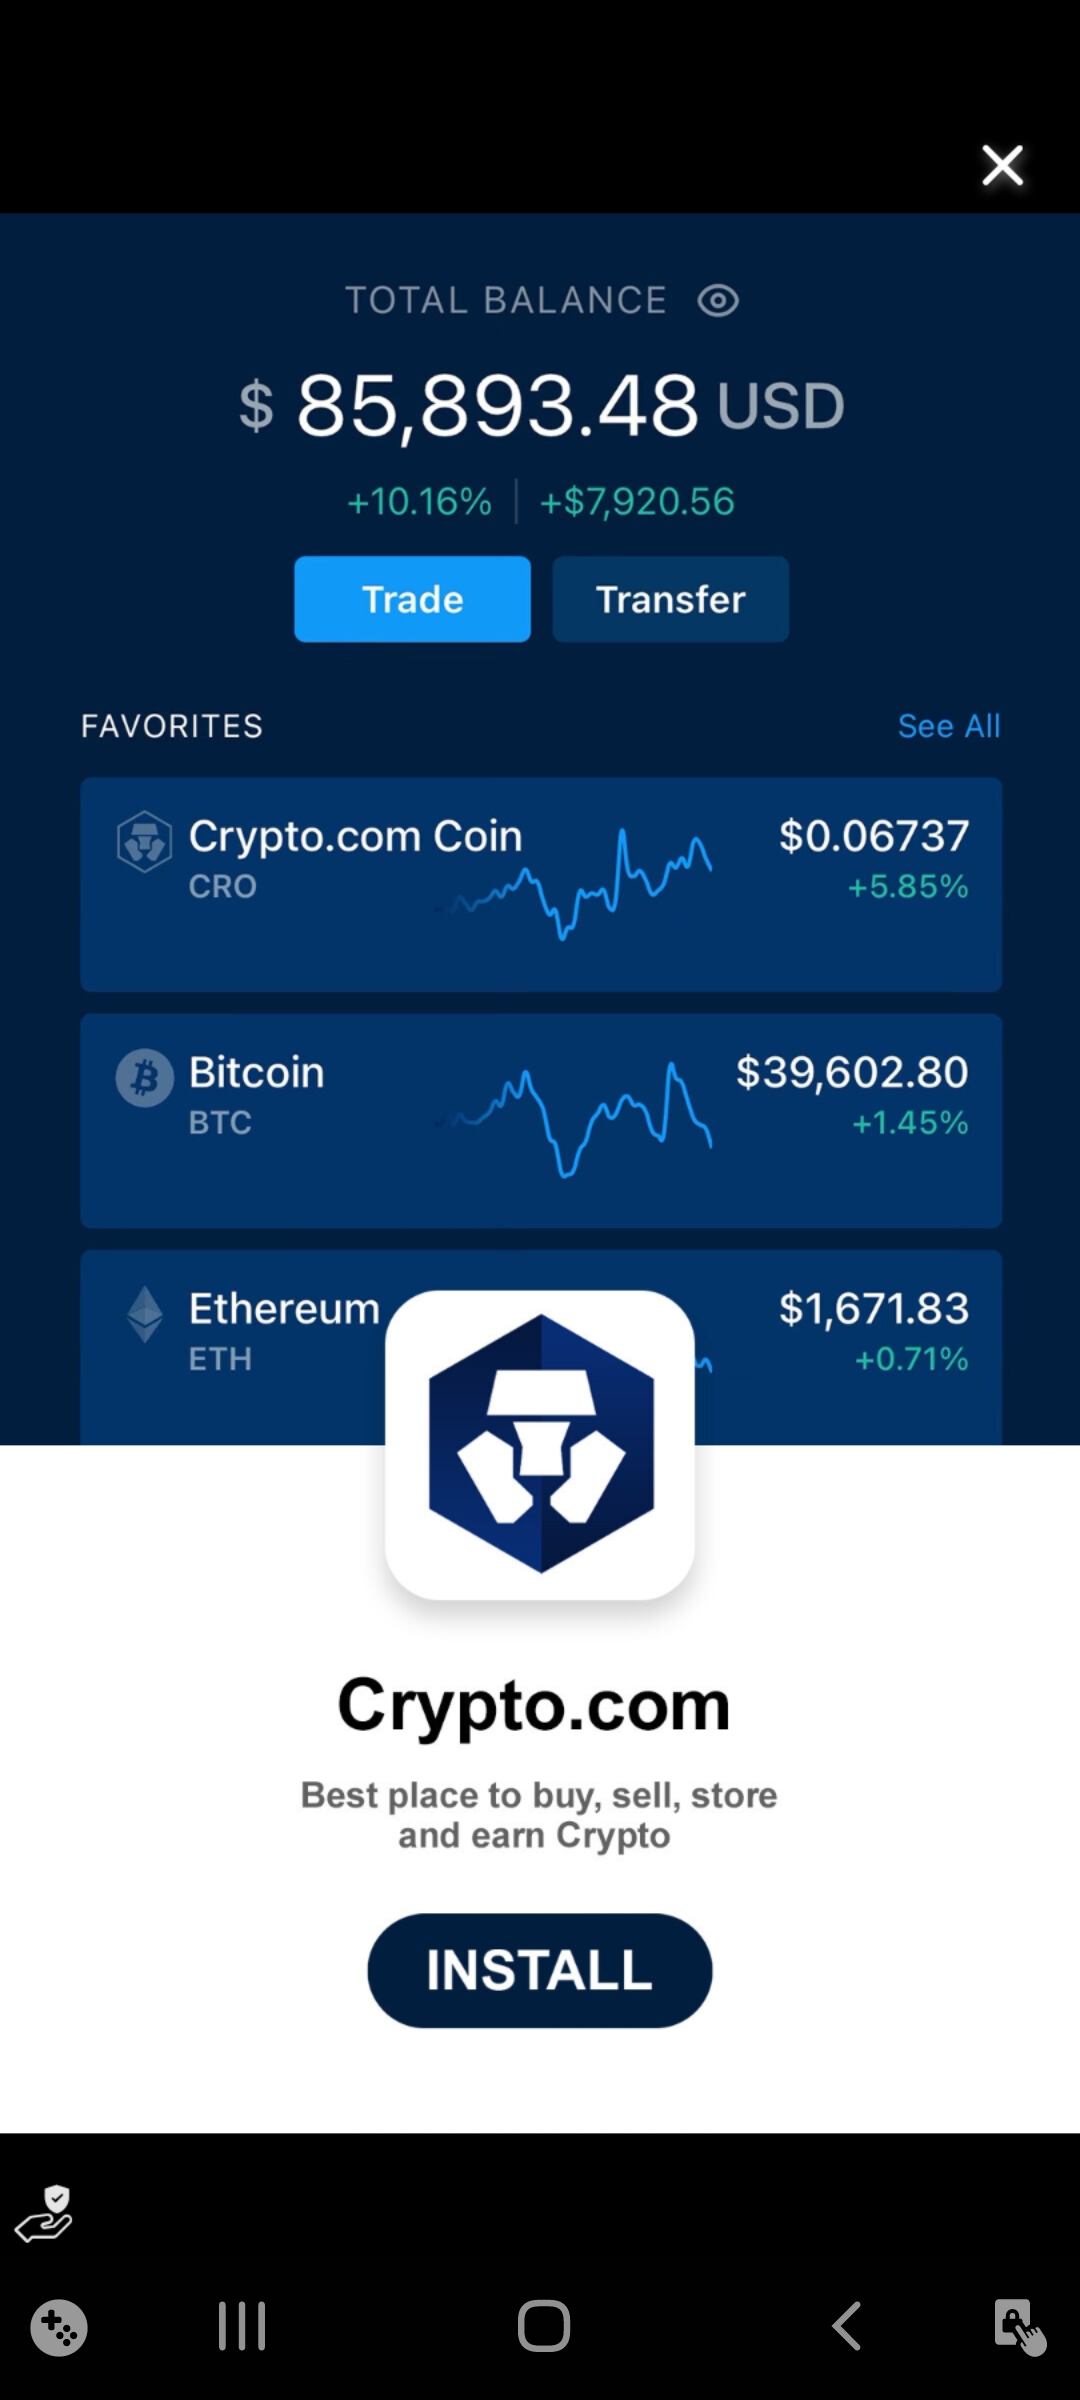 TOTAL BALANCE
$ 85,893.48 USD
+10.16% +$7,920.56
Trade Transfer
FAVORITES See All
Crypto.com Coin $0.06737
CRO +5.85%
Bitcoin $39,602.80
BTC +1.45%
Ethereum $1,671.83
ETH +0.71%
Crypto.com
Best place to buy, sell, store
and earn Crypto
INSTALL